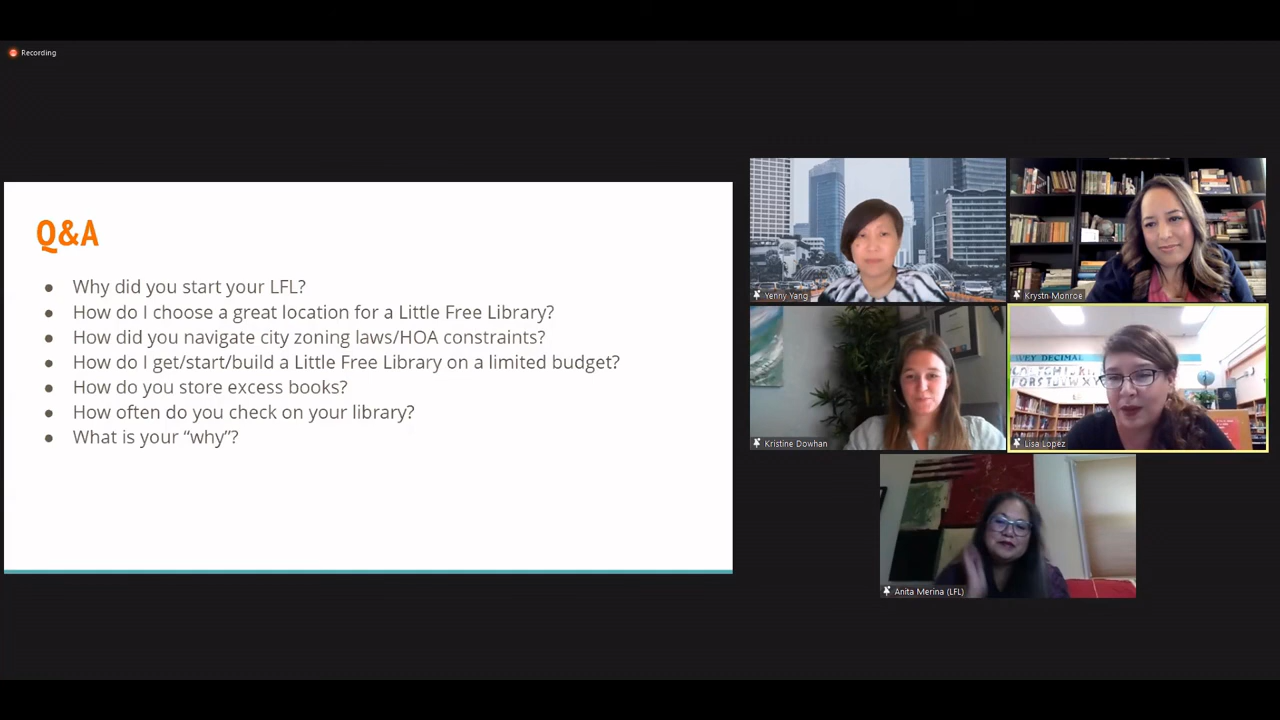 Recording
Q&A
● Why did you start your LFL?
● How do I choose a great location for a Little Free Library?
● How did you navigate city zoning laws/HOA constraints?
● How do I get/start/build a Little Free Library on a limited budget?
● How do you store excess books?
● How often do you check on your library?
● What is your “why”?
Yenny Yang
Krystn Monroe
WEY DECIMAL
Kristine Dowhan
Lisa Lopez
Anita Merina (LFL)